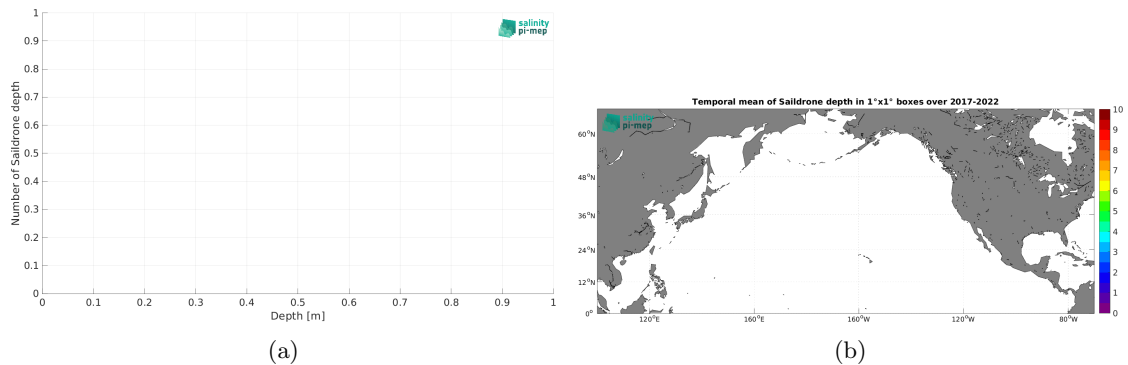 1
0.9
0.8
0.7
0.6
0.5
0.4
0.3
0.2
0.1
0
Number of Saildrone depth
0 0.1 0.2 0.3 0.4 0.5 0.6 0.7 0.8 0.9 1
Depth [m]
salinity
pi-mep
(a)
Temporal mean of Saildrone depth in 1°x1° boxes over 2017-2022
salinity
pi-mep
60°N
48°N
36°N
24°N
12°N
0°
120°E 160°E 160°W 120°W 80°W
10
9
8
7
6
5
4
3
2
1
0
(b)